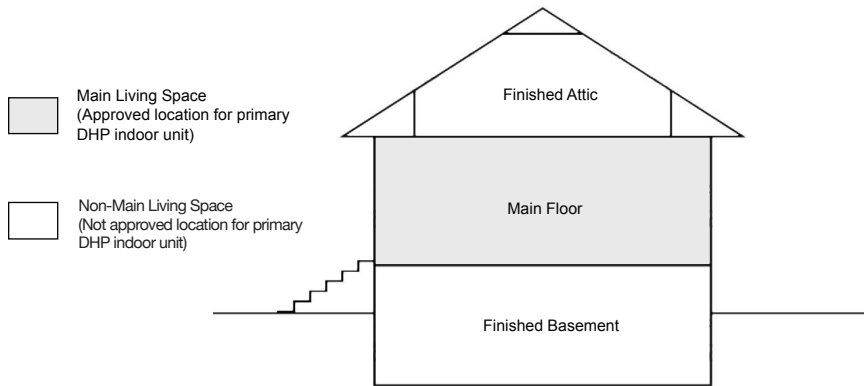 Main Living Space
(Approved location for primary
DHP indoor unit)
Non-Main Living Space
(Not approved location for primary
DHP indoor unit)
Finished Attic
Main Floor
Finished Basement